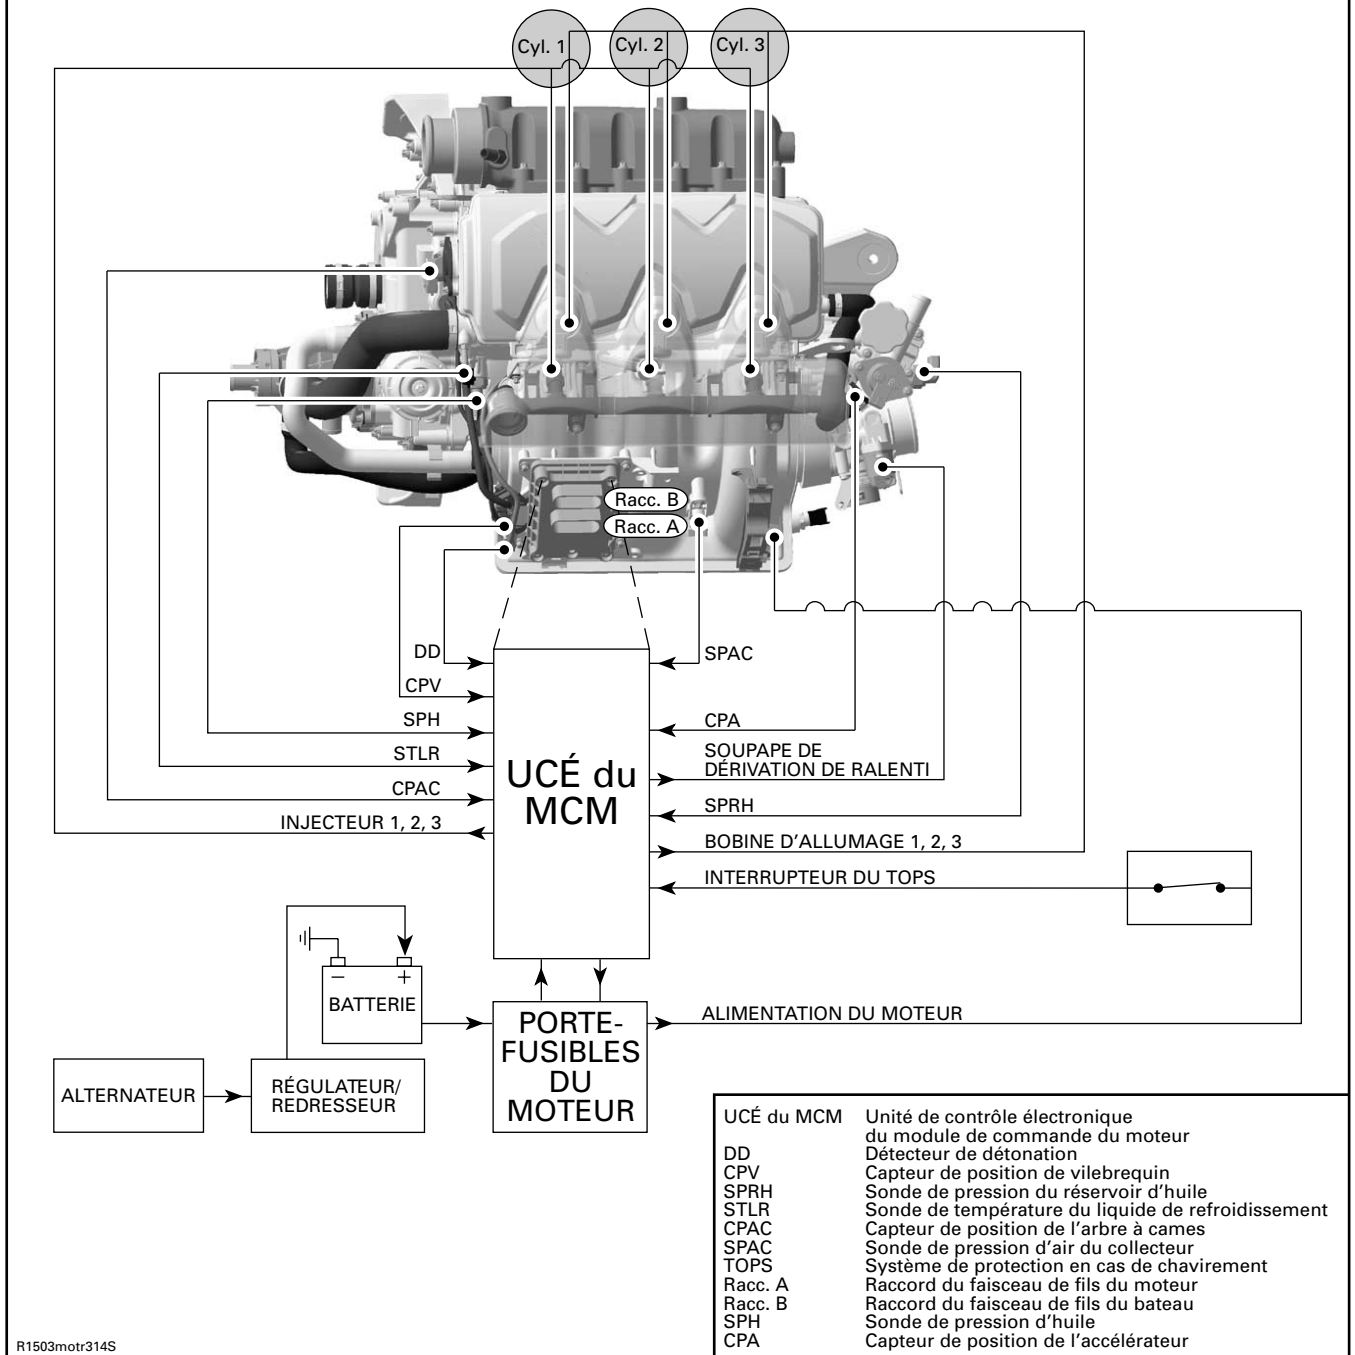 Cyl. 1
Cyl. 2
Cyl. 3
Racc. B
Racc. A
DD
SPAC
CPV
SPH
CPA
STLR
SOUPAPE DE
DÉRIVATION DE RALENTI
UCÉ du
MCM
CPAC
SPRH
INJECTEUR 1, 2, 3
BOBINE D'ALLUMAGE 1, 2, 3
INTERRUPTEUR DU TOPS
− +
BATTERIE
PORTE-
FUSIBLES
DU
MOTEUR
ALIMENTATION DU MOTEUR
ALTERNATEUR
RÉGULATEUR/
REDRESSEUR
UCÉ du MCM Unité de contrôle électronique
du module de commande du moteur
DD Détecteur de détonation
CPV Capteur de position de vilebrequin
SPRH Sonde de pression du réservoir d'huile
STLR Sonde de température du liquide de refroidissement
CPAC Capteur de position de l'arbre à cames
SPAC Sonde de pression d'air du collecteur
TOPS Système de protection en cas de chavirement
Racc. A Raccord du faisceau de fils du moteur
Racc. B Raccord du faisceau de fils du bateau
SPH Sonde de pression d'huile
CPA Capteur de position de l'accélérateur
R1503motr314S